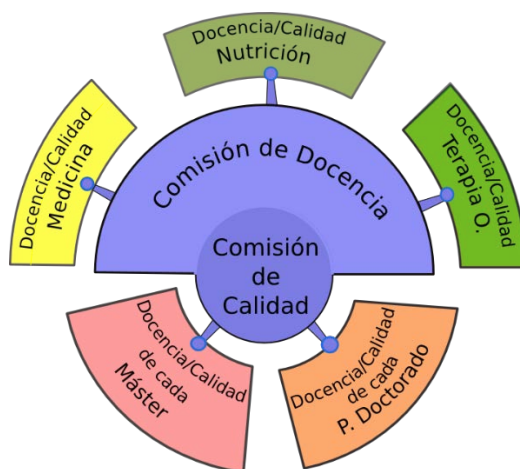 Docencia/Calidad
Nutrición
Docencia/Calidad
Medicina
Docencia/Calidad
Terapia O.
Comisión de Docencia
Comisión
de
Calidad
Docencia/Calidad
de cada
Máster
Docencia/Calidad
de cada
P. Doctorado